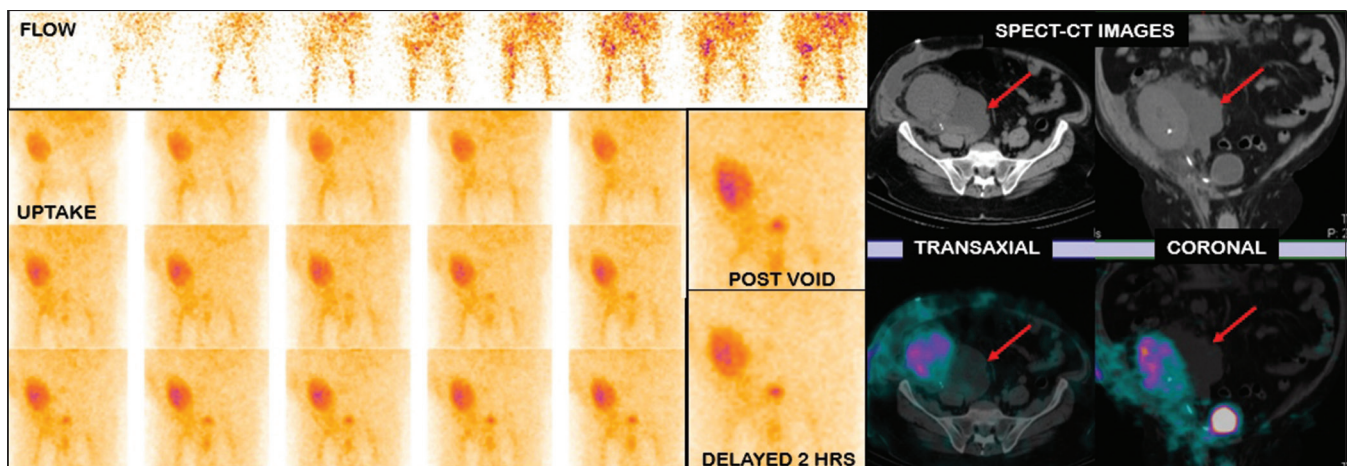 FLOW
SPECT-CT IMAGES
UPTAKE
POST VOID
TRANSAXIAL
CORONAL
DELAYED 2 HRS